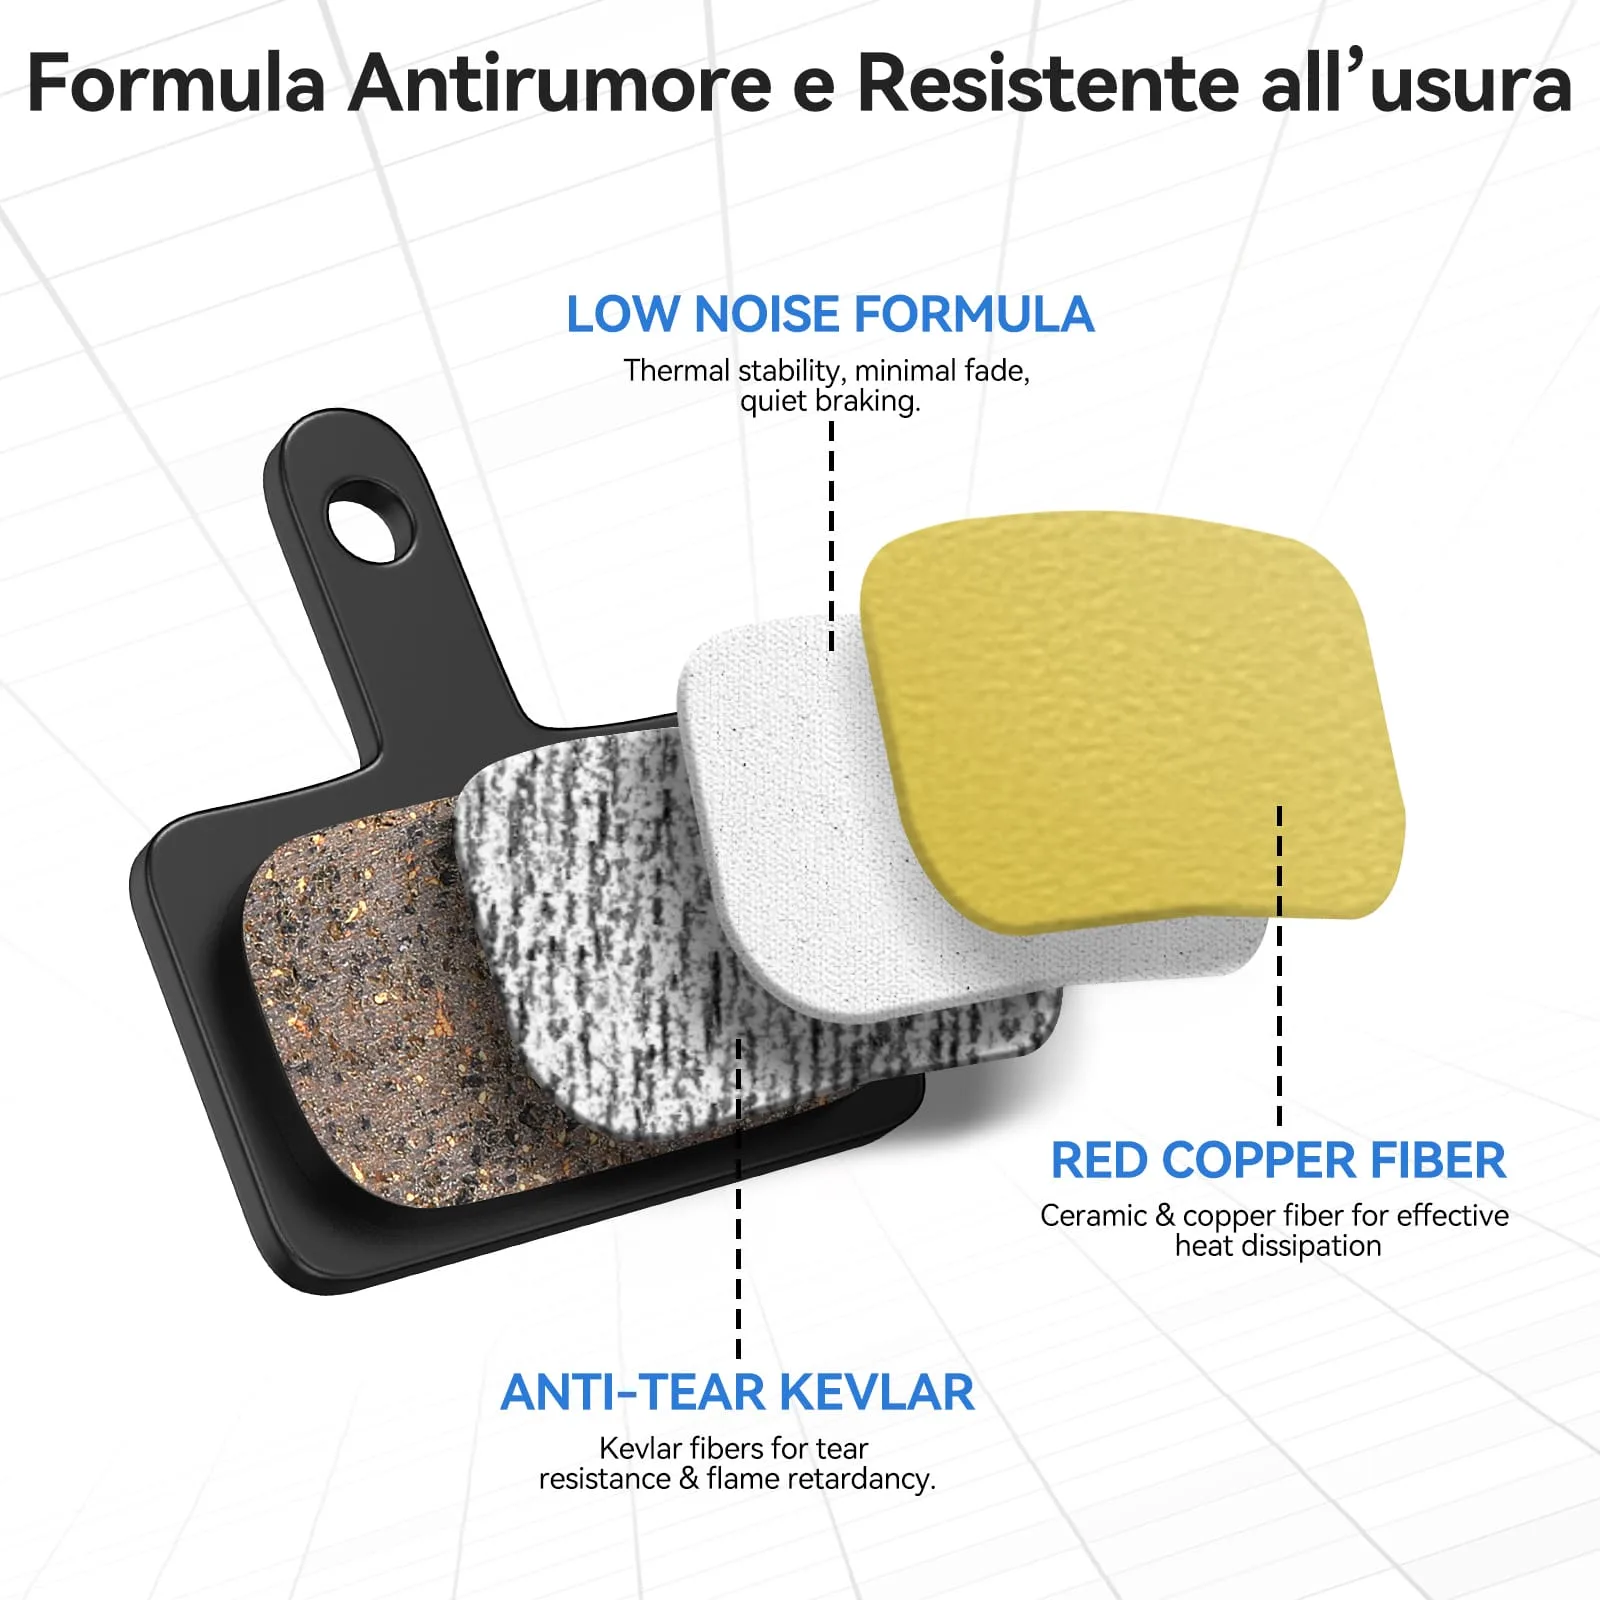 Formula Antirumore e Resistente all’usura
LOW NOISE FORMULA
Thermal stability, minimal fade,
quiet braking.
RED COPPER FIBER
Ceramic & copper fiber for effective
heat dissipation
ANTI-TEAR KEVLAR
Kevlar fibers for tear
resistance & flame retardancy.